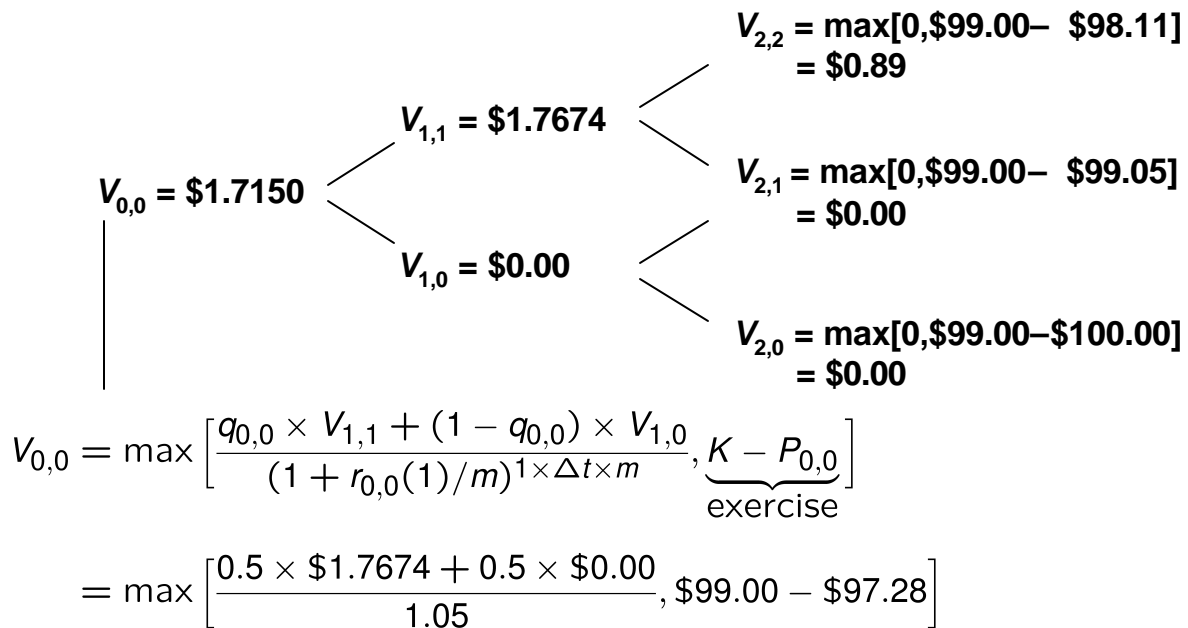 V2,2 = max[0,$99.00– $98.11]
= $0.89
V1,1 = $1.7674
V2,1 = max[0,$99.00– $99.05]
= $0.00
V0,0 = $1.7150
V1,0 = $0.00
V2,0 = max[0,$99.00–$100.00]
= $0.00
V0,0 = max [ (q0,0 × V1,1 + (1 − q0,0) × V1,0) / (1 + r0,0(1)/m)^(1×Δt×m) , K − P0,0 ]
exercise
= max [ (0.5 × $1.7674 + 0.5 × $0.00) / 1.05 , $99.00 − $97.28 ]